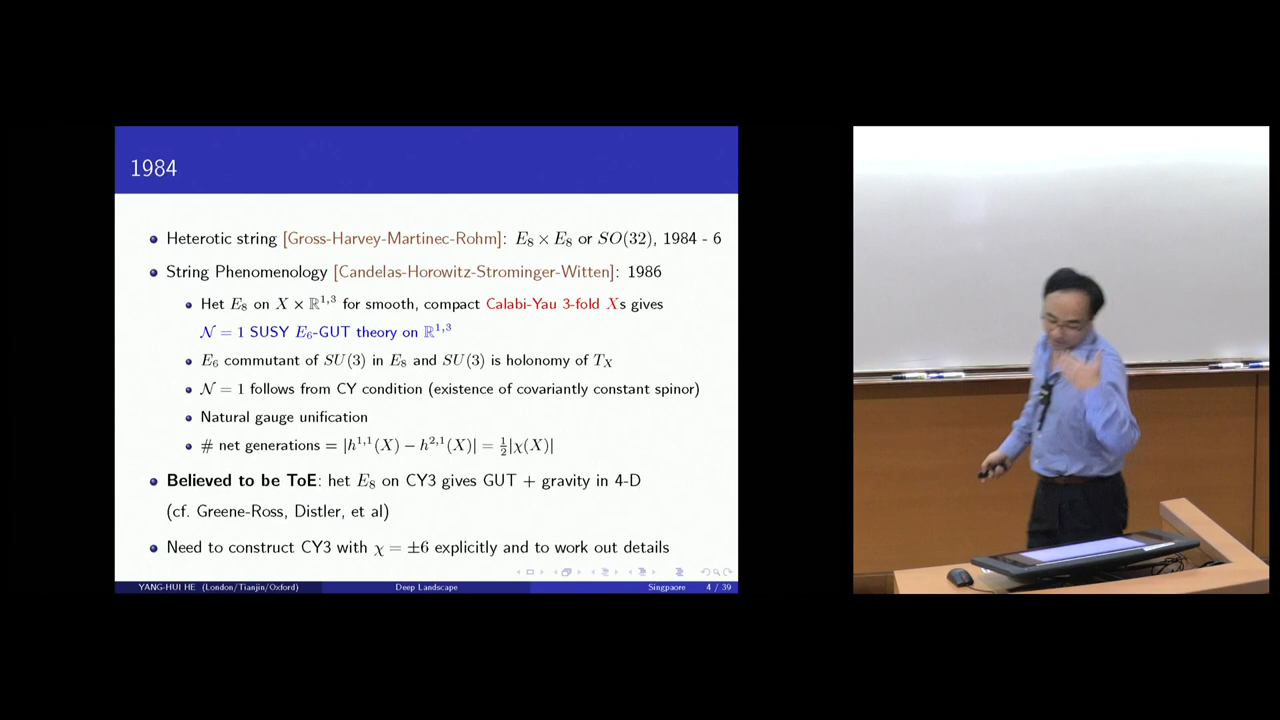 1984
Heterotic string [Gross-Harvey-Martinec-Rohm]: E₈ × E₈ or SO(32), 1984 - 6
String Phenomenology [Candelas-Horowitz-Strominger-Witten]: 1986
Het E₈ on X × ℝ¹,³ for smooth, compact Calabi-Yau 3-fold Xs gives
𝒩 = 1 SUSY E₆-GUT theory on ℝ¹,³
E₆ commutant of SU(3) in E₈ and SU(3) is holonomy of T_X
𝒩 = 1 follows from CY condition (existence of covariantly constant spinor)
Natural gauge unification
# net generations = |h¹,¹(X) − h²,¹(X)| = ½|χ(X)|
Believed to be ToE: het E₈ on CY3 gives GUT + gravity in 4-D
(cf. Greene-Ross, Distler, et al)
Need to construct CY3 with χ = ±6 explicitly and to work out details
YANG-HUI HE (London/Tianjin/Oxford) Deep Landscape Singpaore 4 / 39